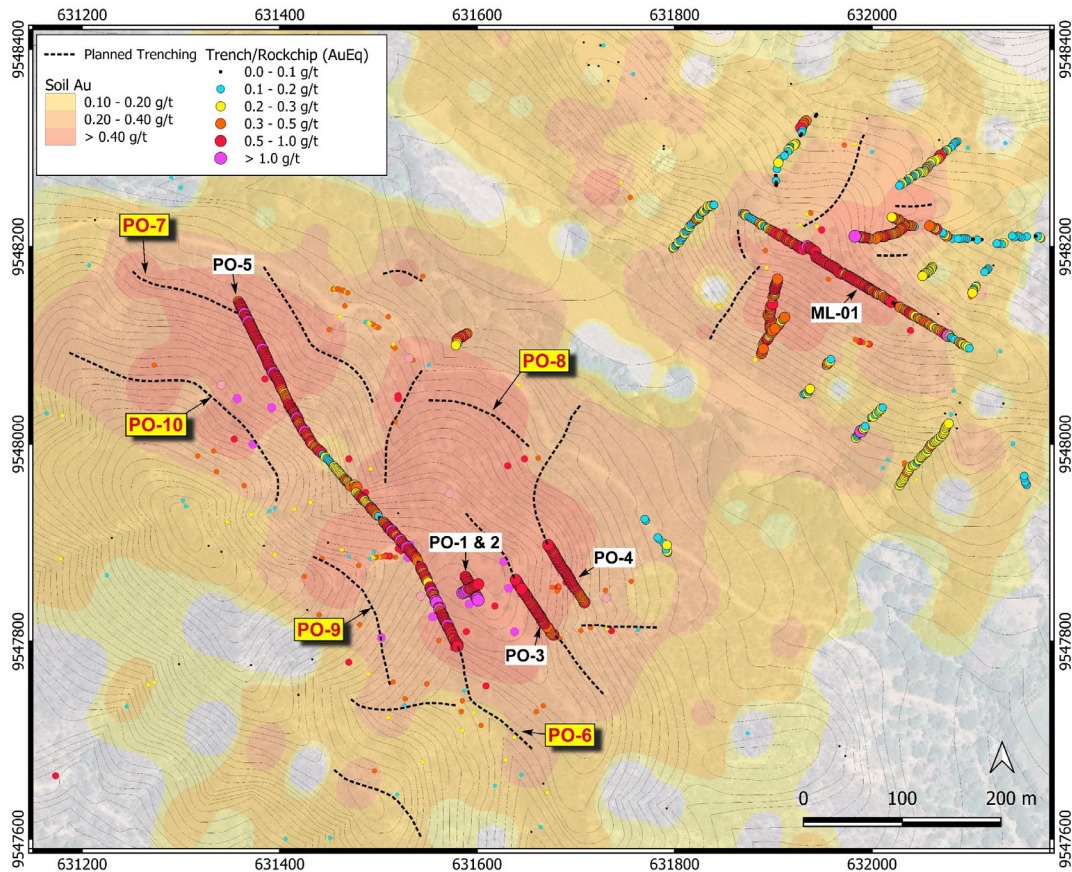 631200 631400 631600 631800 632000
9548400 9548400
Planned Trenching
Soil Au
0.10 - 0.20 g/t
0.20 - 0.40 g/t
> 0.40 g/t
Trench/Rockchip (AuEq)
0.0 - 0.1 g/t
0.1 - 0.2 g/t
0.2 - 0.3 g/t
0.3 - 0.5 g/t
0.5 - 1.0 g/t
> 1.0 g/t
PO-7
9548200 9548200
PO-5
ML-01
PO-8
PO-10
9548000 9548000
PO-1 & 2
PO-4
PO-9
PO-3
9547800 9547800
PO-6
0 100 200 m
9547600 9547600
631200 631400 631600 631800 632000